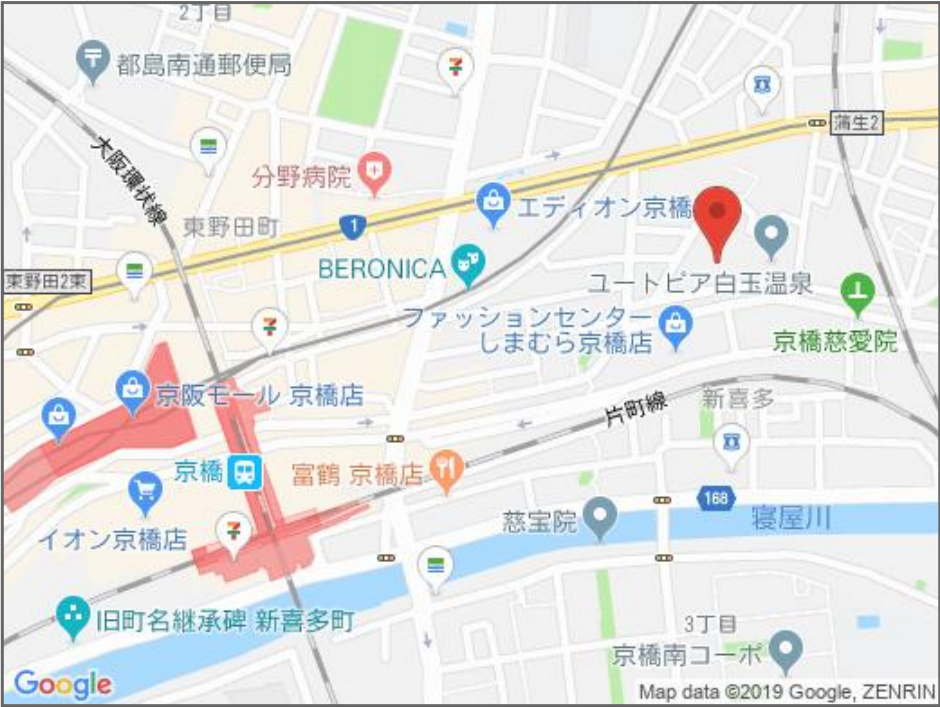 2丁目
都島南通郵便局
大阪環状線
蒲生2
分野病院
エディオン京橋
東野田町
1
BERONICA
東野田2東
ユートピア白玉温泉
ファッションセンター
しまむら京橋店
京橋慈愛院
京阪モール 京橋店
片町線
新喜多
京橋
富鶴 京橋店
168
寝屋川
慈宝院
イオン京橋店
旧町名継承碑 新喜多町
3丁目
京橋南コーポ
Google
Map data ©2019 Google, ZENRIN